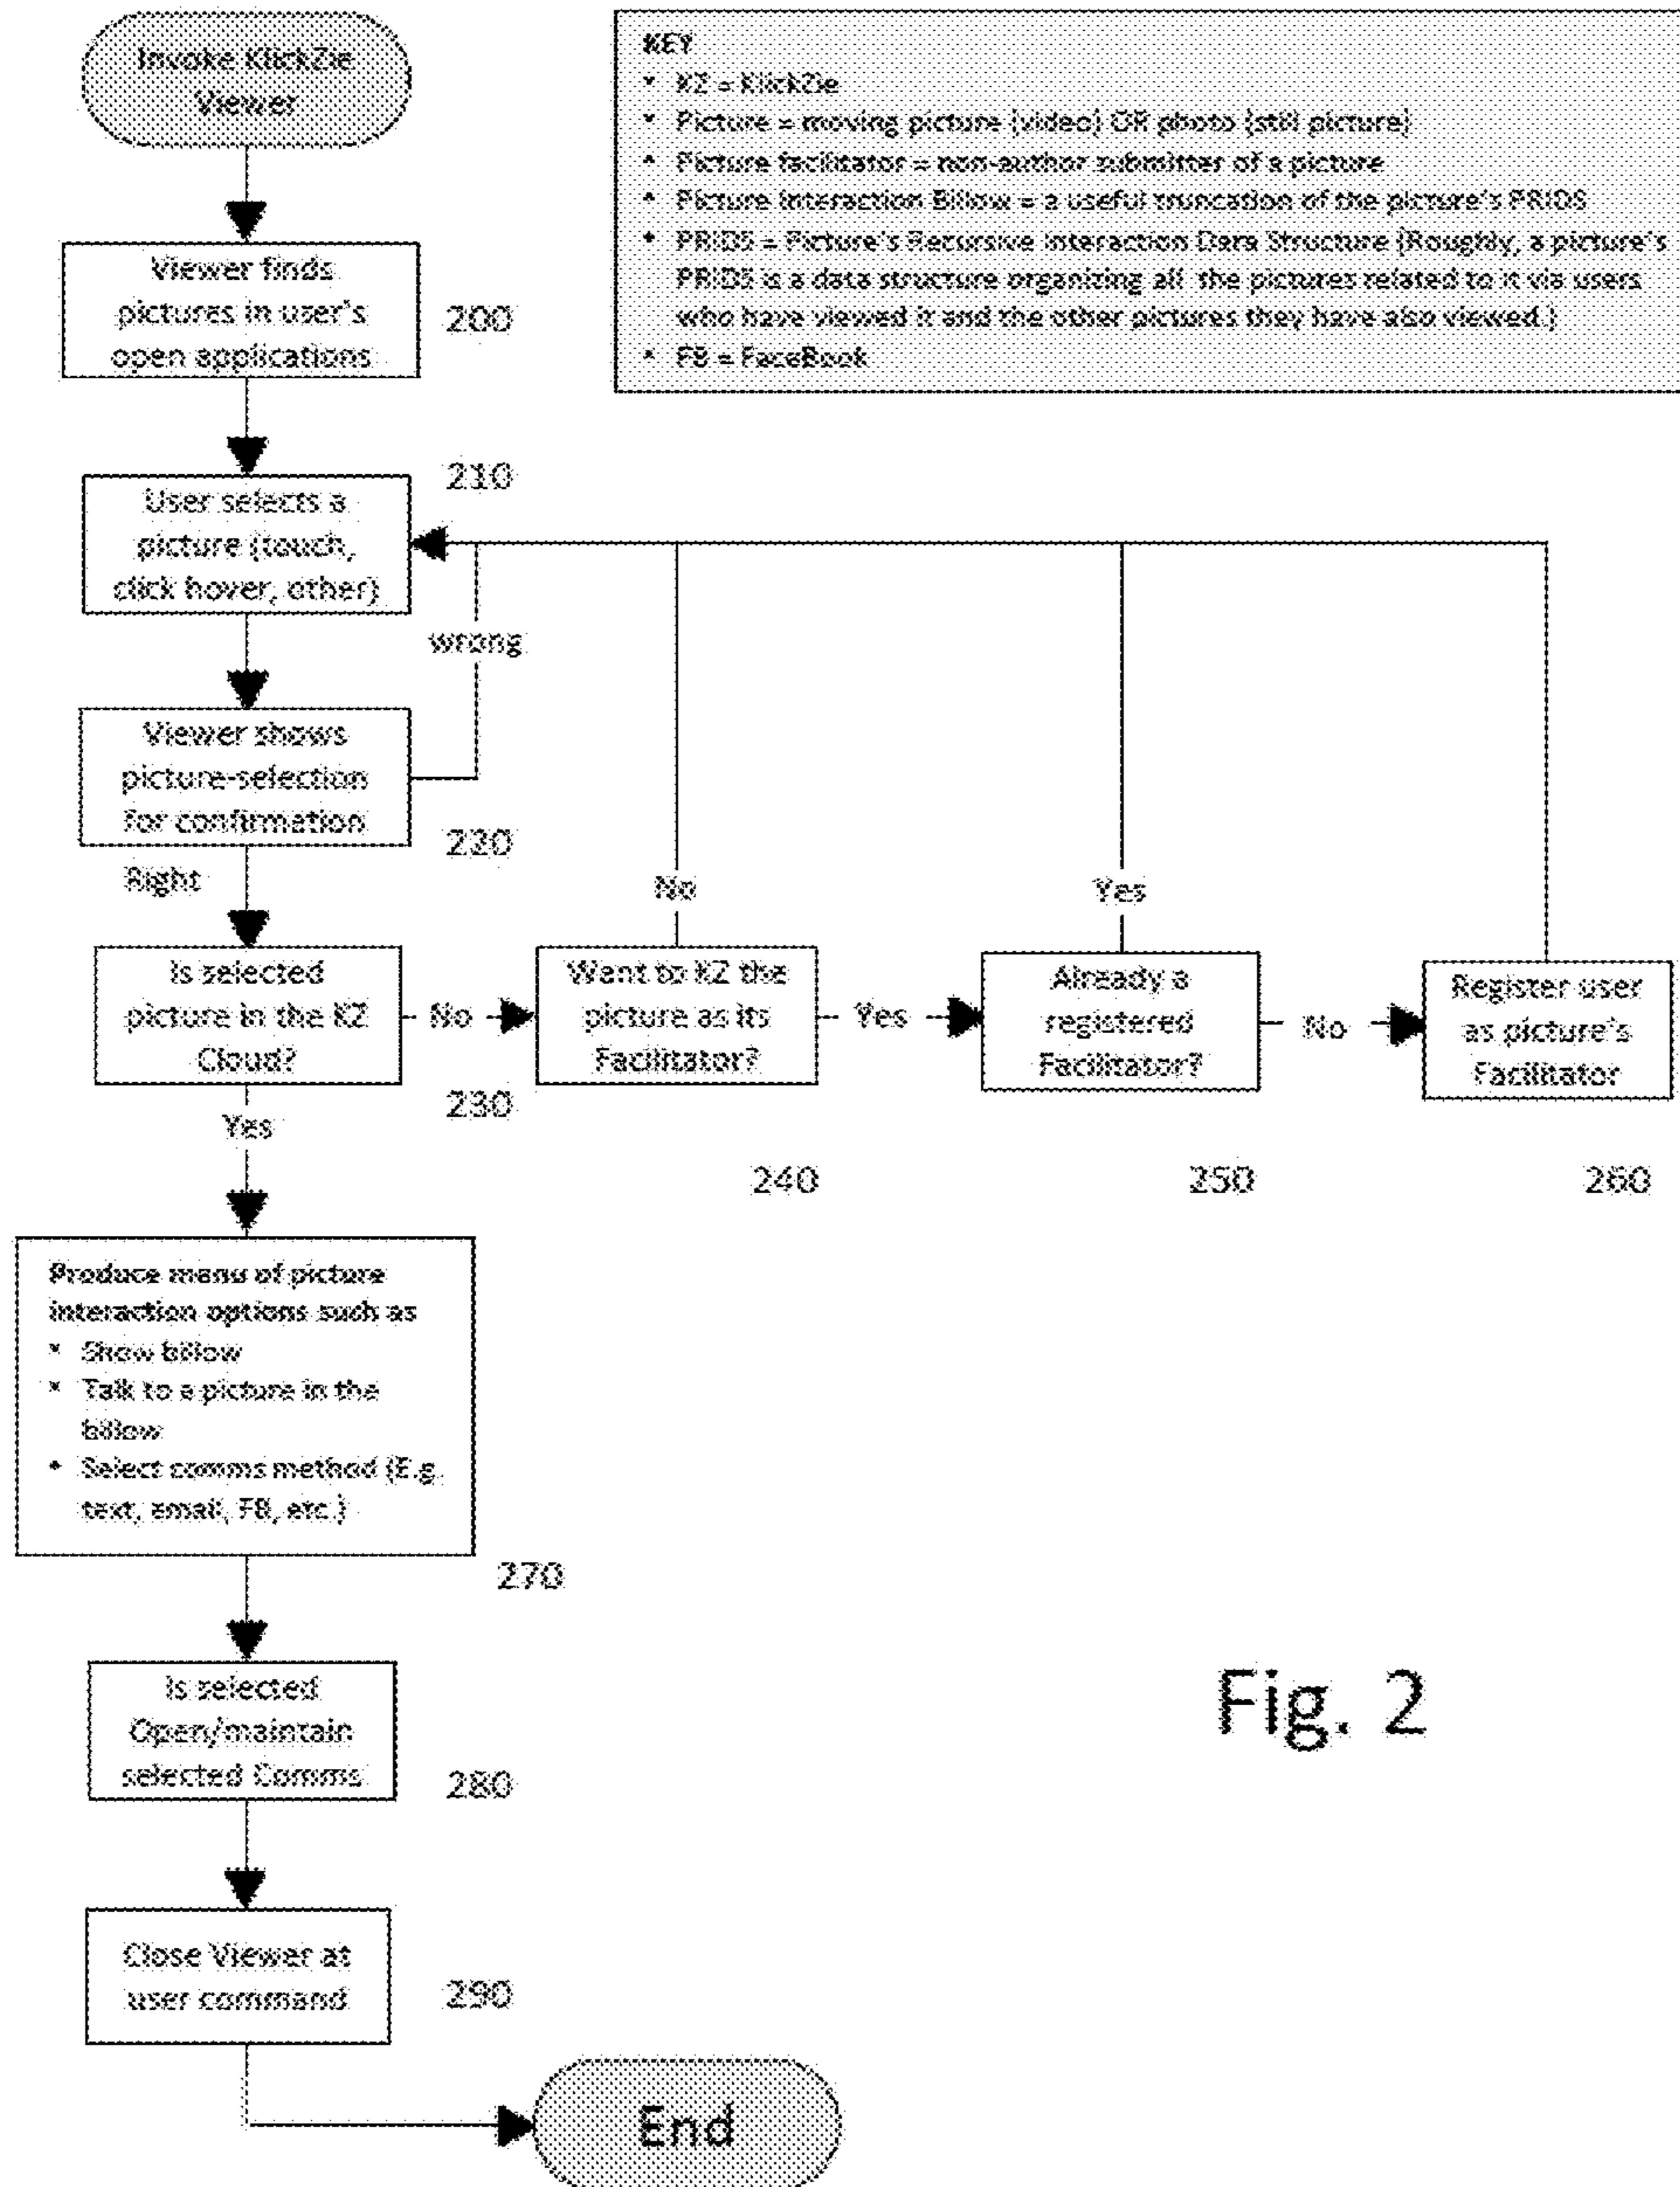 Invoke KlickZie
Viewer
KEY
• KZ = KlickZie
• Picture = moving picture (video) OR photo (still picture)
• Picture facilitator = non-author submitter of a picture
• Picture Interaction Billow = a useful truncation of the picture's PRIDS
• PRIDS = Picture's Recursive Interaction Data Structure (Roughly, a picture's
PRIDS is a data structure organizing all the pictures related to it via users
who have viewed it and the other pictures they have also viewed.)
• FB = FaceBook
Viewer finds
pictures in user's
open applications
200
210
User selects a
picture (touch,
click hover, other)
wrong
Viewer shows
picture-selection
for confirmation
220
Right
No
Yes
Is selected
picture in the KZ
Cloud?
No
Want to KZ the
picture as its
Facilitator?
Yes
Already a
registered
Facilitator?
No
Register user
as picture's
Facilitator
230
Yes
240
250
260
Produce menu of picture
interaction options such as
• Show billow
• Talk to a picture in the
billow
• Select comms method (E.g.
text, email, FB, etc.)
270
Is selected
Open/maintain
selected Comms
280
Fig. 2
Close Viewer at
user command
290
End